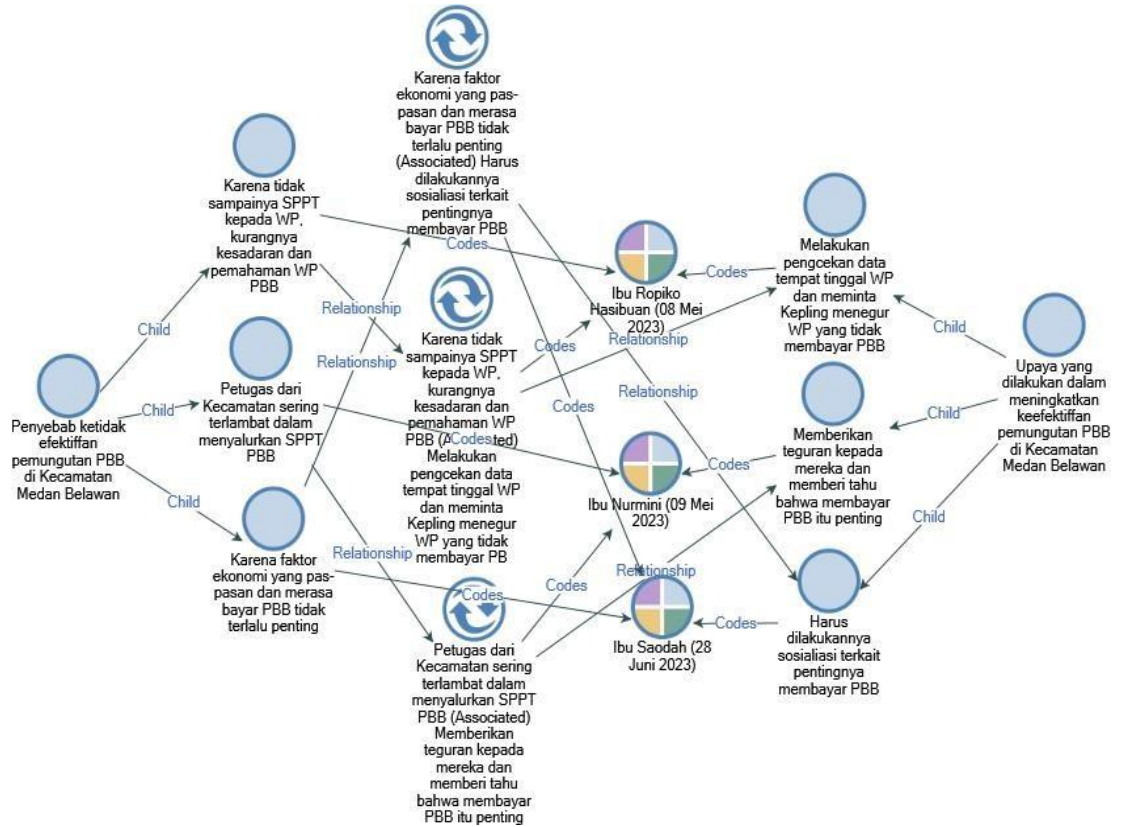 Karena faktor
ekonomi yang pas-
pasan dan merasa
bayar PBB tidak
terlalu penting
(Associated) Harus
dilakukannya
sosialiasi terkait
pentingnya
membayar PBB
Karena tidak
sampainya SPPT
kepada WP,
kurangnya
kesadaran dan
pemahaman WP
PBB
Codes
Melakukan
pengcekan data
tempat tinggal WP
dan meminta
Kepling menegur
WP yang tidak
membayar PBB
Codes
Ibu Ropiko
Hasibuan (08 Mei
2023)
Relationship
Child
Relationship
Karena tidak
sampainya SPPT
kepada WP,
kurangnya
kesadaran dan
pemahaman WP
PBB
Melakukan
pengcekan data
tempat tinggal WP
dan meminta
Kepling menegur
WP yang tidak
membayar PB
Codes
Relationship
Child
Upaya yang
dilakukan dalam
meningkatkan
keefektiffan
pemungutan PBB
di Kecamatan
Medan Belawan
Penyebab ketidak
efektiffan
pemungutan PBB
di Kecamatan
Medan Belawan
Child
Petugas dari
Kecamatan sering
terlambat dalam
menyalurkan SPPT
PBB
Codes
Codes
Relationship
Memberikan
teguran kepada
mereka dan
memberi tahu
bahwa membayar
PBB itu penting
Child
Codes
Ibu Nurmini (09 Mei
2023)
Child
Karena faktor
ekonomi yang pas-
pasan dan merasa
bayar PBB tidak
terlalu penting
Relationship
Codes
Codes
Relationship
Child
Petugas dari
Kecamatan sering
terlambat dalam
menyalurkan SPPT
PBB (Associated)
Memberikan
teguran kepada
mereka dan
memberi tahu
bahwa membayar
PBB itu penting
Ibu Saodah (28
Juni 2023)
Codes
Harus
dilakukannya
sosialiasi terkait
pentingnya
membayar PBB